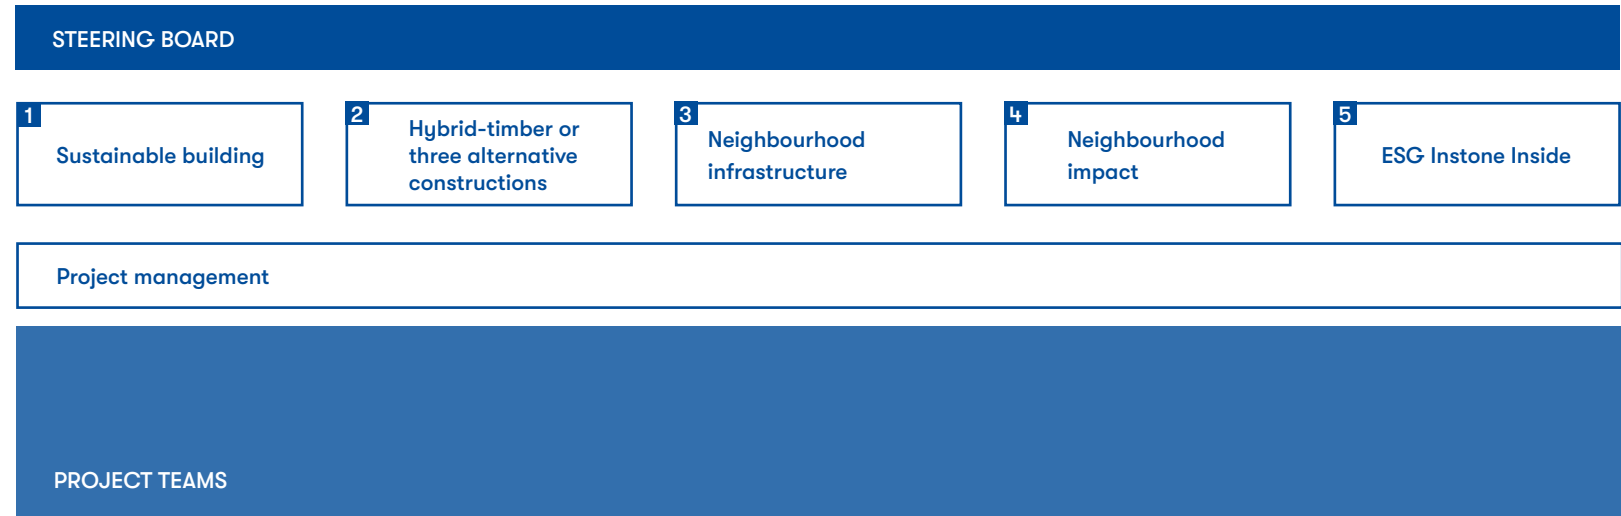 STEERING BOARD
1
Sustainable building
2
Hybrid-timber or
three alternative
constructions
3
Neighbourhood
infrastructure
4
Neighbourhood
impact
5
ESG Instone Inside
Project management
PROJECT TEAMS